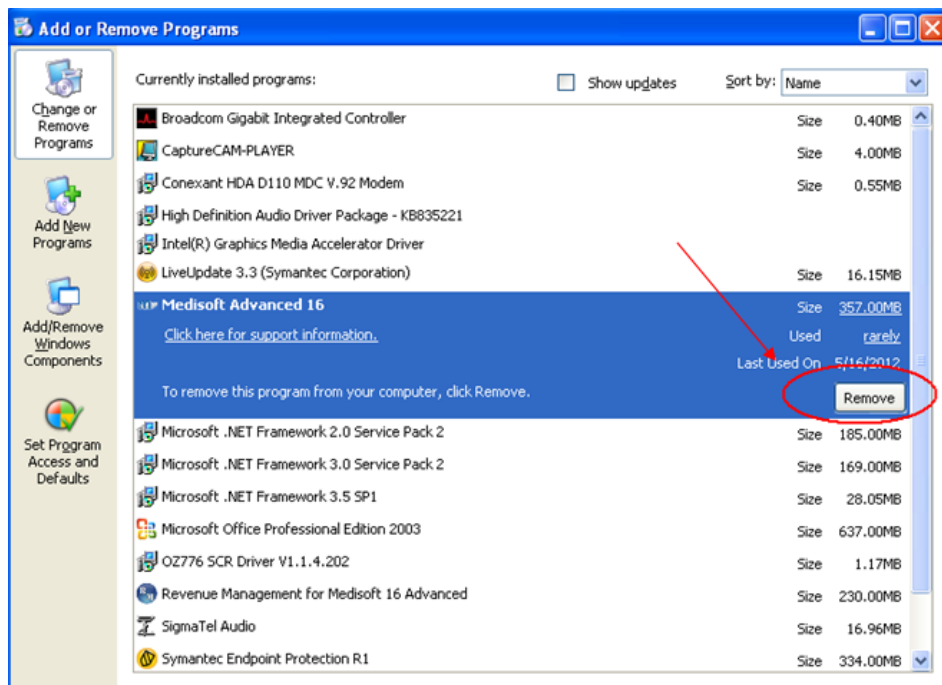 Add or Remove Programs
Change or
Remove
Programs
Add New
Programs
Add/Remove
Windows
Components
Set Program
Access and
Defaults
Currently installed programs:
Show updates
Sort by: Name
Broadcom Gigabit Integrated Controller Size 0.40MB
CaptureCAM-PLAYER Size 4.00MB
Conexant HDA D110 MDC V.92 Modem Size 0.55MB
High Definition Audio Driver Package - KB835221
Intel(R) Graphics Media Accelerator Driver
LiveUpdate 3.3 (Symantec Corporation) Size 16.15MB
Medisoft Advanced 16 Size 357.00MB
Click here for support information. Used rarely
Last Used On 5/16/2012
To remove this program from your computer, click Remove. Remove
Microsoft .NET Framework 2.0 Service Pack 2 Size 185.00MB
Microsoft .NET Framework 3.0 Service Pack 2 Size 169.00MB
Microsoft .NET Framework 3.5 SP1 Size 28.05MB
Microsoft Office Professional Edition 2003 Size 637.00MB
OZ776 SCR Driver V1.1.4.202 Size 1.17MB
Revenue Management for Medisoft 16 Advanced Size 230.00MB
SigmaTel Audio Size 16.96MB
Symantec Endpoint Protection R1 Size 334.00MB